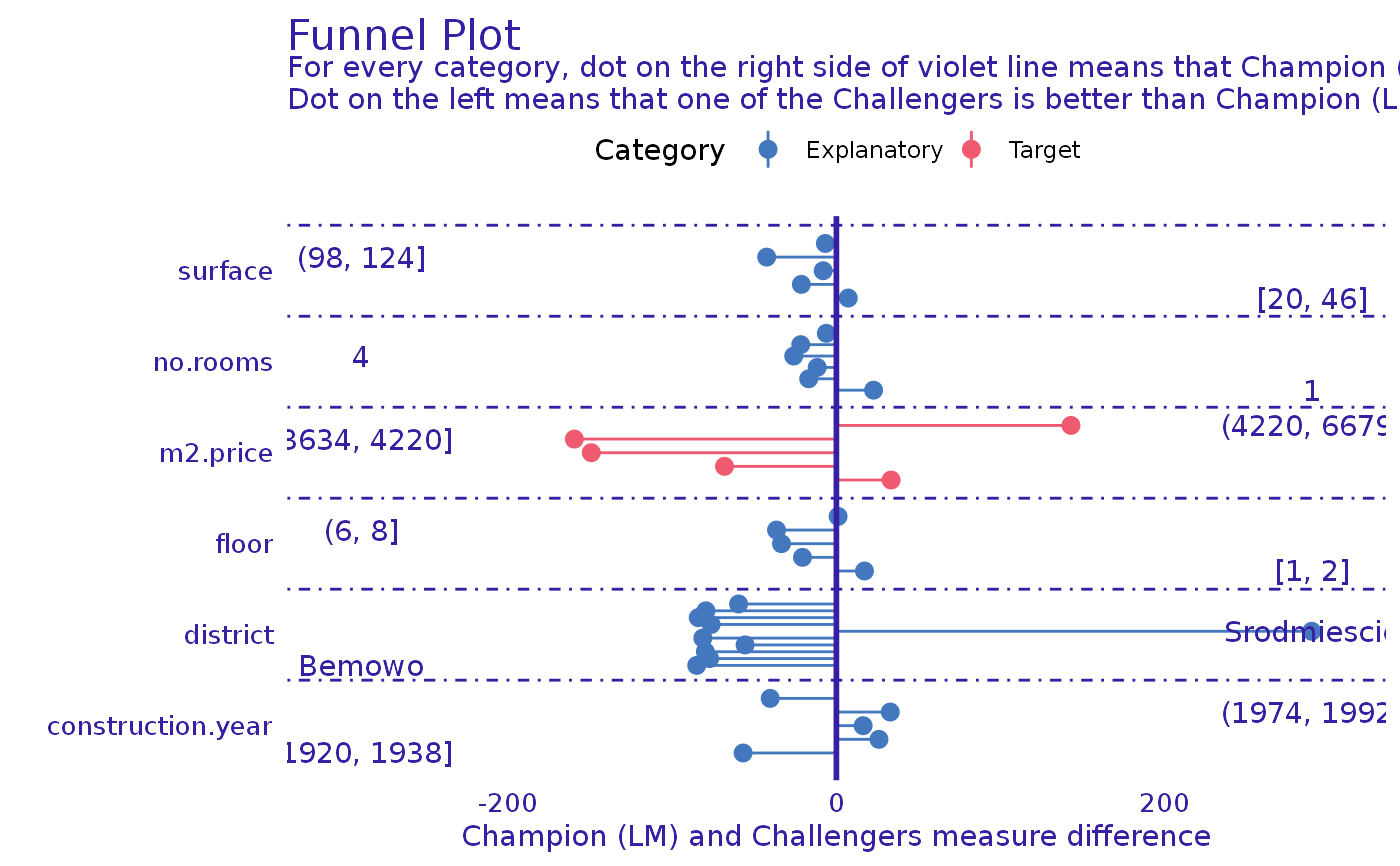 Funnel Plot
For every category, dot on the right side of violet line means that Champion (
Dot on the left means that one of the Challengers is better than Champion (L
Category Explanatory Target
surface (98, 124] [20, 46]
no.rooms 4 1
m2.price 3634, 4220] (4220, 6679
floor (6, 8] [1, 2]
district Bemowo Srodmiesci
construction.year 1920, 1938] (1974, 1992
-200 0 200
Champion (LM) and Challengers measure difference